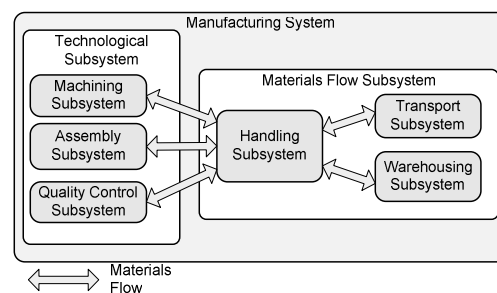 Manufacturing System
Technological
Subsystem
Machining
Subsystem
Assembly
Subsystem
Quality Control
Subsystem
Materials Flow Subsystem
Handling
Subsystem
Transport
Subsystem
Warehousing
Subsystem
Materials
Flow